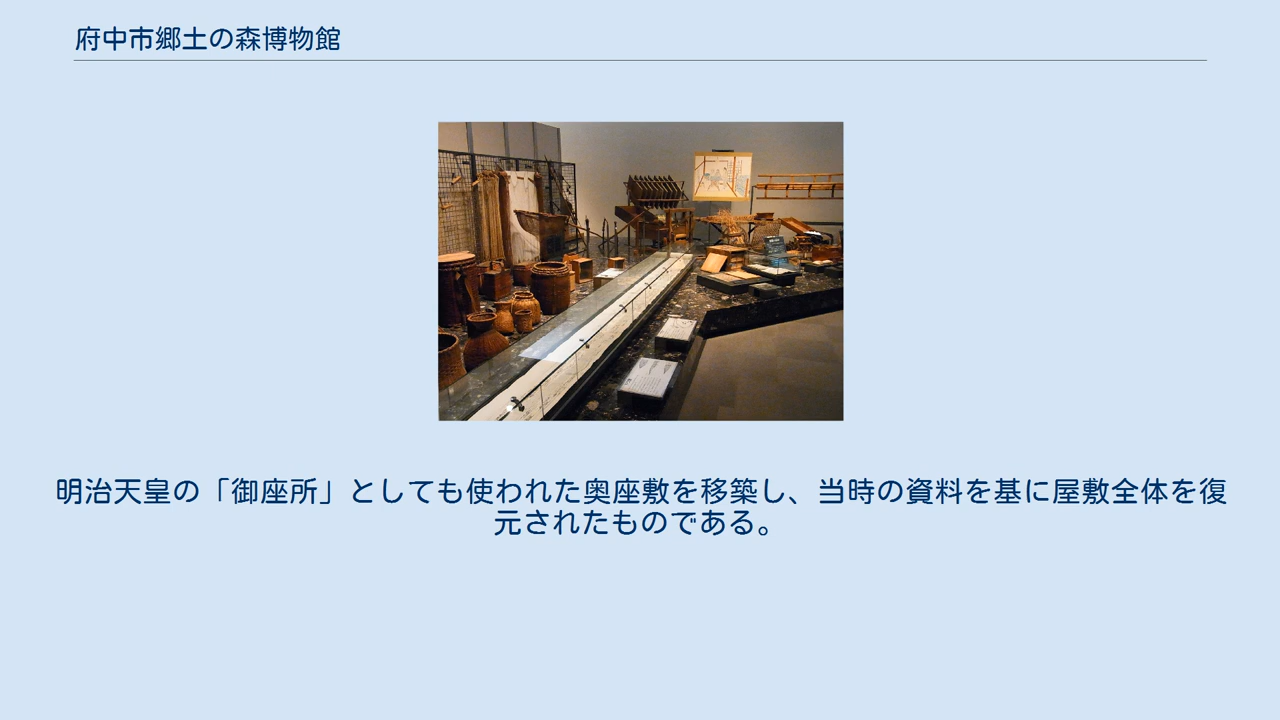 府中市郷土の森博物館
明治天皇の「御座所」としても使われた奥座敷を移築し、当時の資料を基に屋敷全体を復
元されたものである。